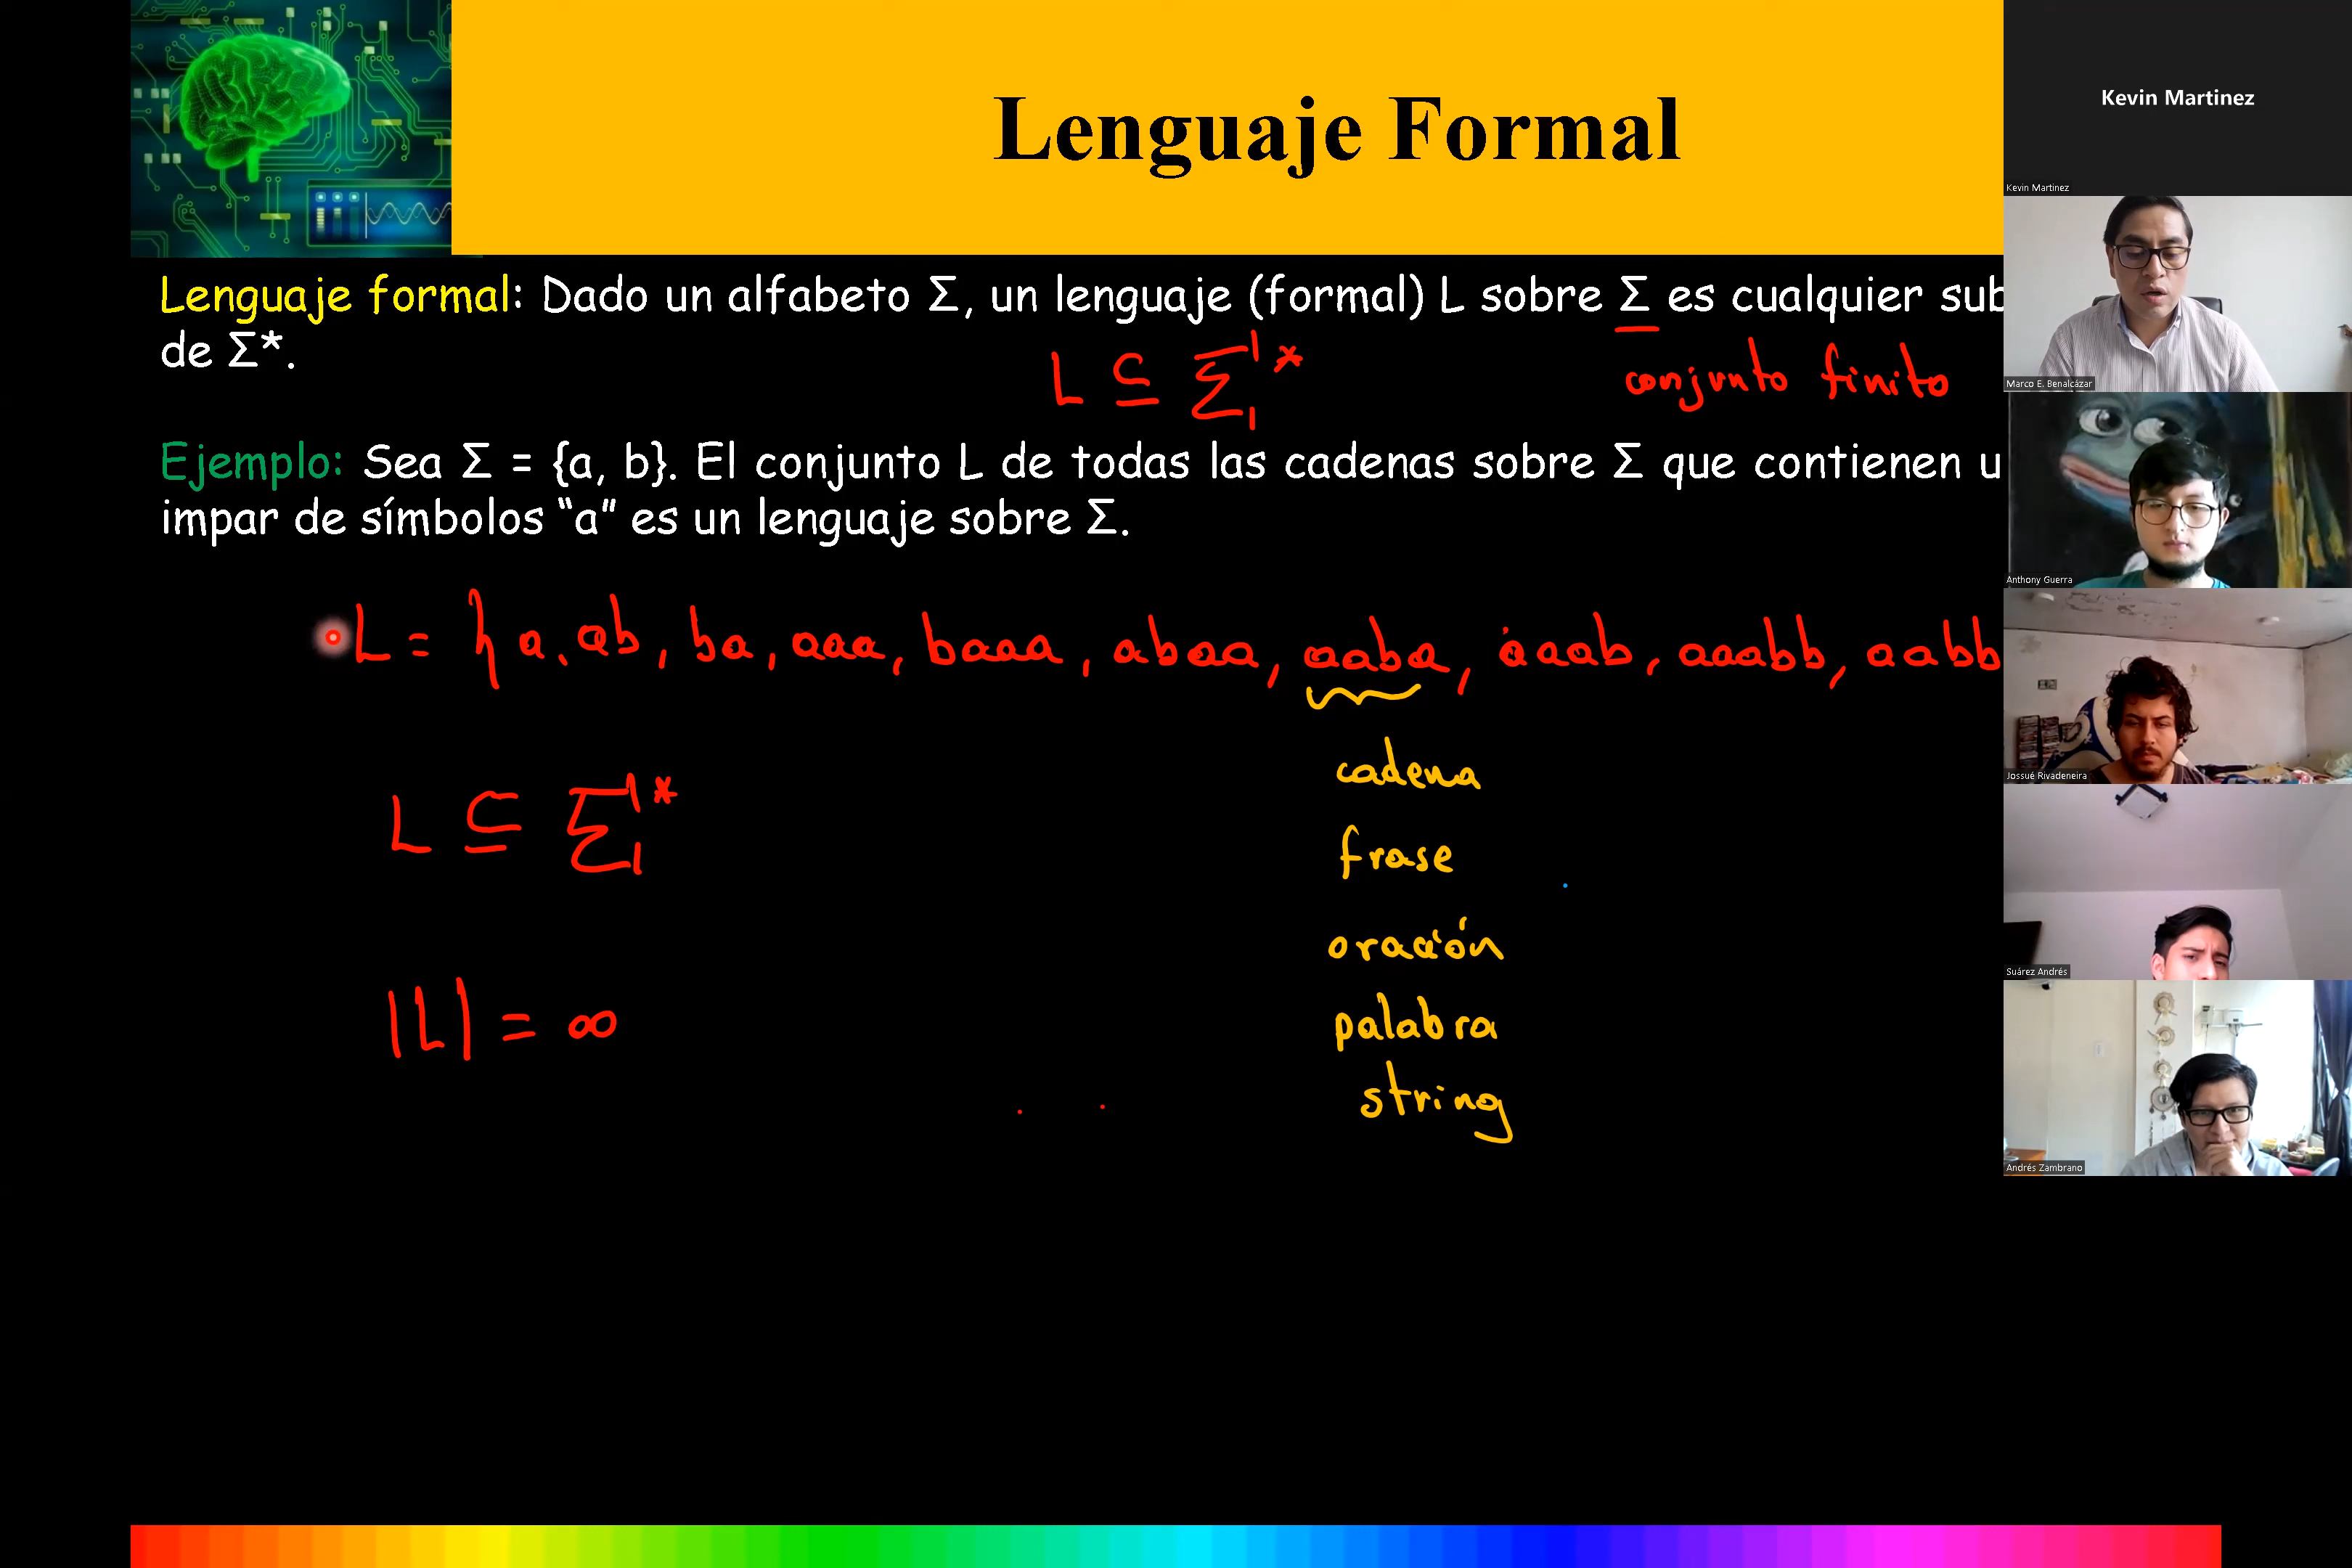 Lenguaje Formal
Lenguaje formal: Dado un alfabeto Σ, un lenguaje (formal) L sobre Σ es cualquier sub
de Σ*.
L ⊆ Σ*
conjunto finito
Ejemplo: Sea Σ = {a, b}. El conjunto L de todas las cadenas sobre Σ que contienen u
impar de símbolos “a” es un lenguaje sobre Σ.
L = { a, ab, ba, aaa, baaa, abaa, aaba, aaab, aaabb, aabb
L ⊆ Σ*
|L| = ∞
cadena
frase
oración
palabra
string
Kevin Martinez
Kevin Martinez
Marco E. Benalcázar
Anthony Guerra
Jossué Rivadeneira
Suárez Andrés
Andrés Zambrano